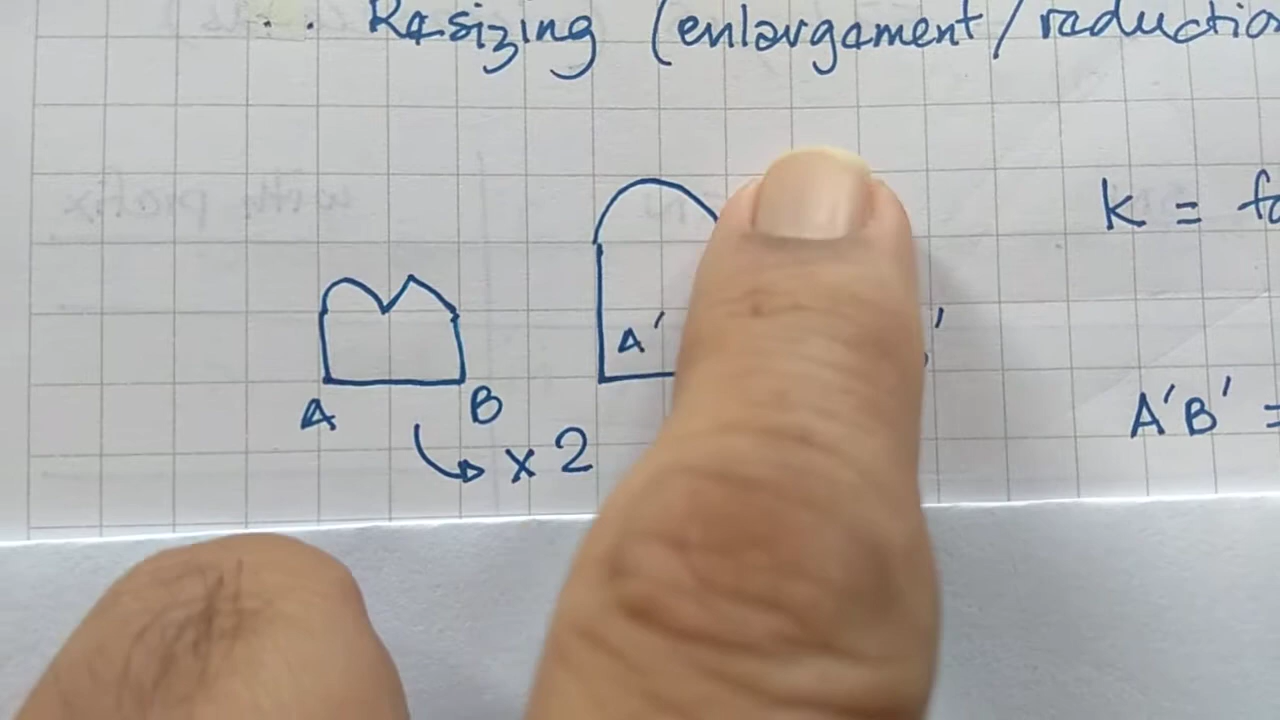 ∴ Resizing (enlargement/reductio
k = fa
A' '
A B
A'B' =
x 2